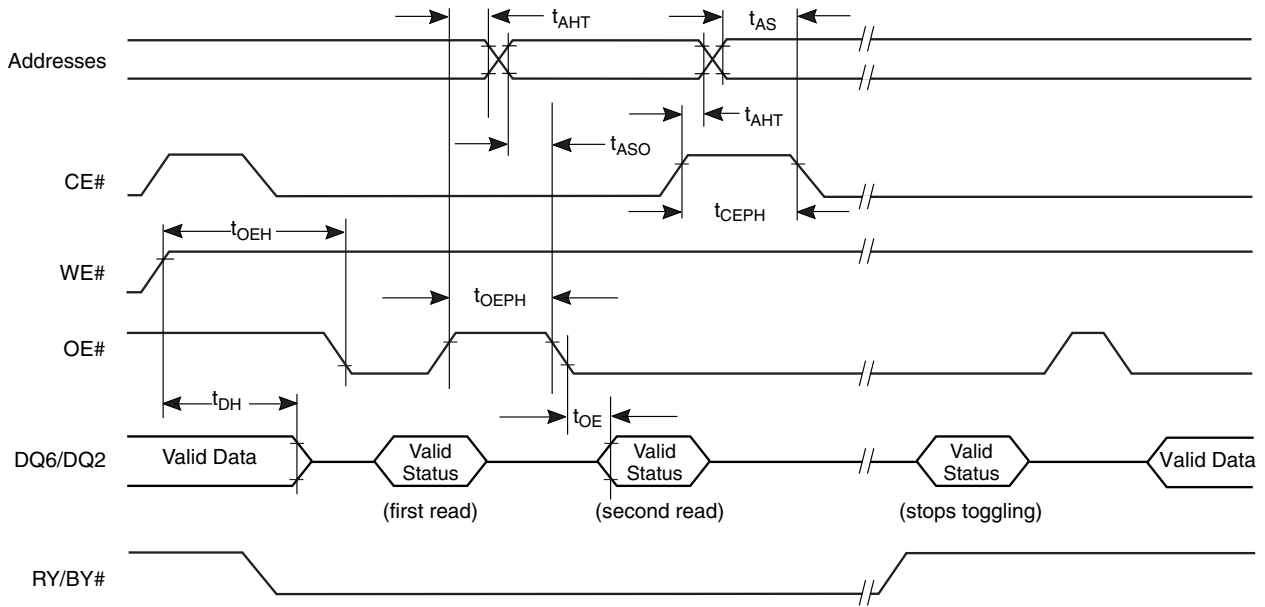 tAHT
tAS
Addresses
tAHT
tASO
CE#
tCEPH
tOEH
WE#
tOEPH
OE#
tDH
tOE
DQ6/DQ2
Valid Data
Valid
Status
Valid
Status
Valid
Status
Valid Data
(first read)
(second read)
(stops toggling)
RY/BY#